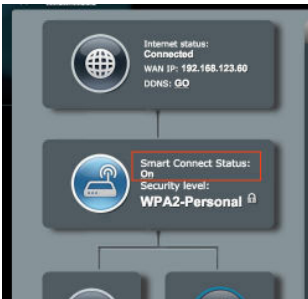 Internet status:
Connected
WAN IP: 192.168.123.60
DDNS: GO
Smart Connect Status:
On
Security level:
WPA2-Personal